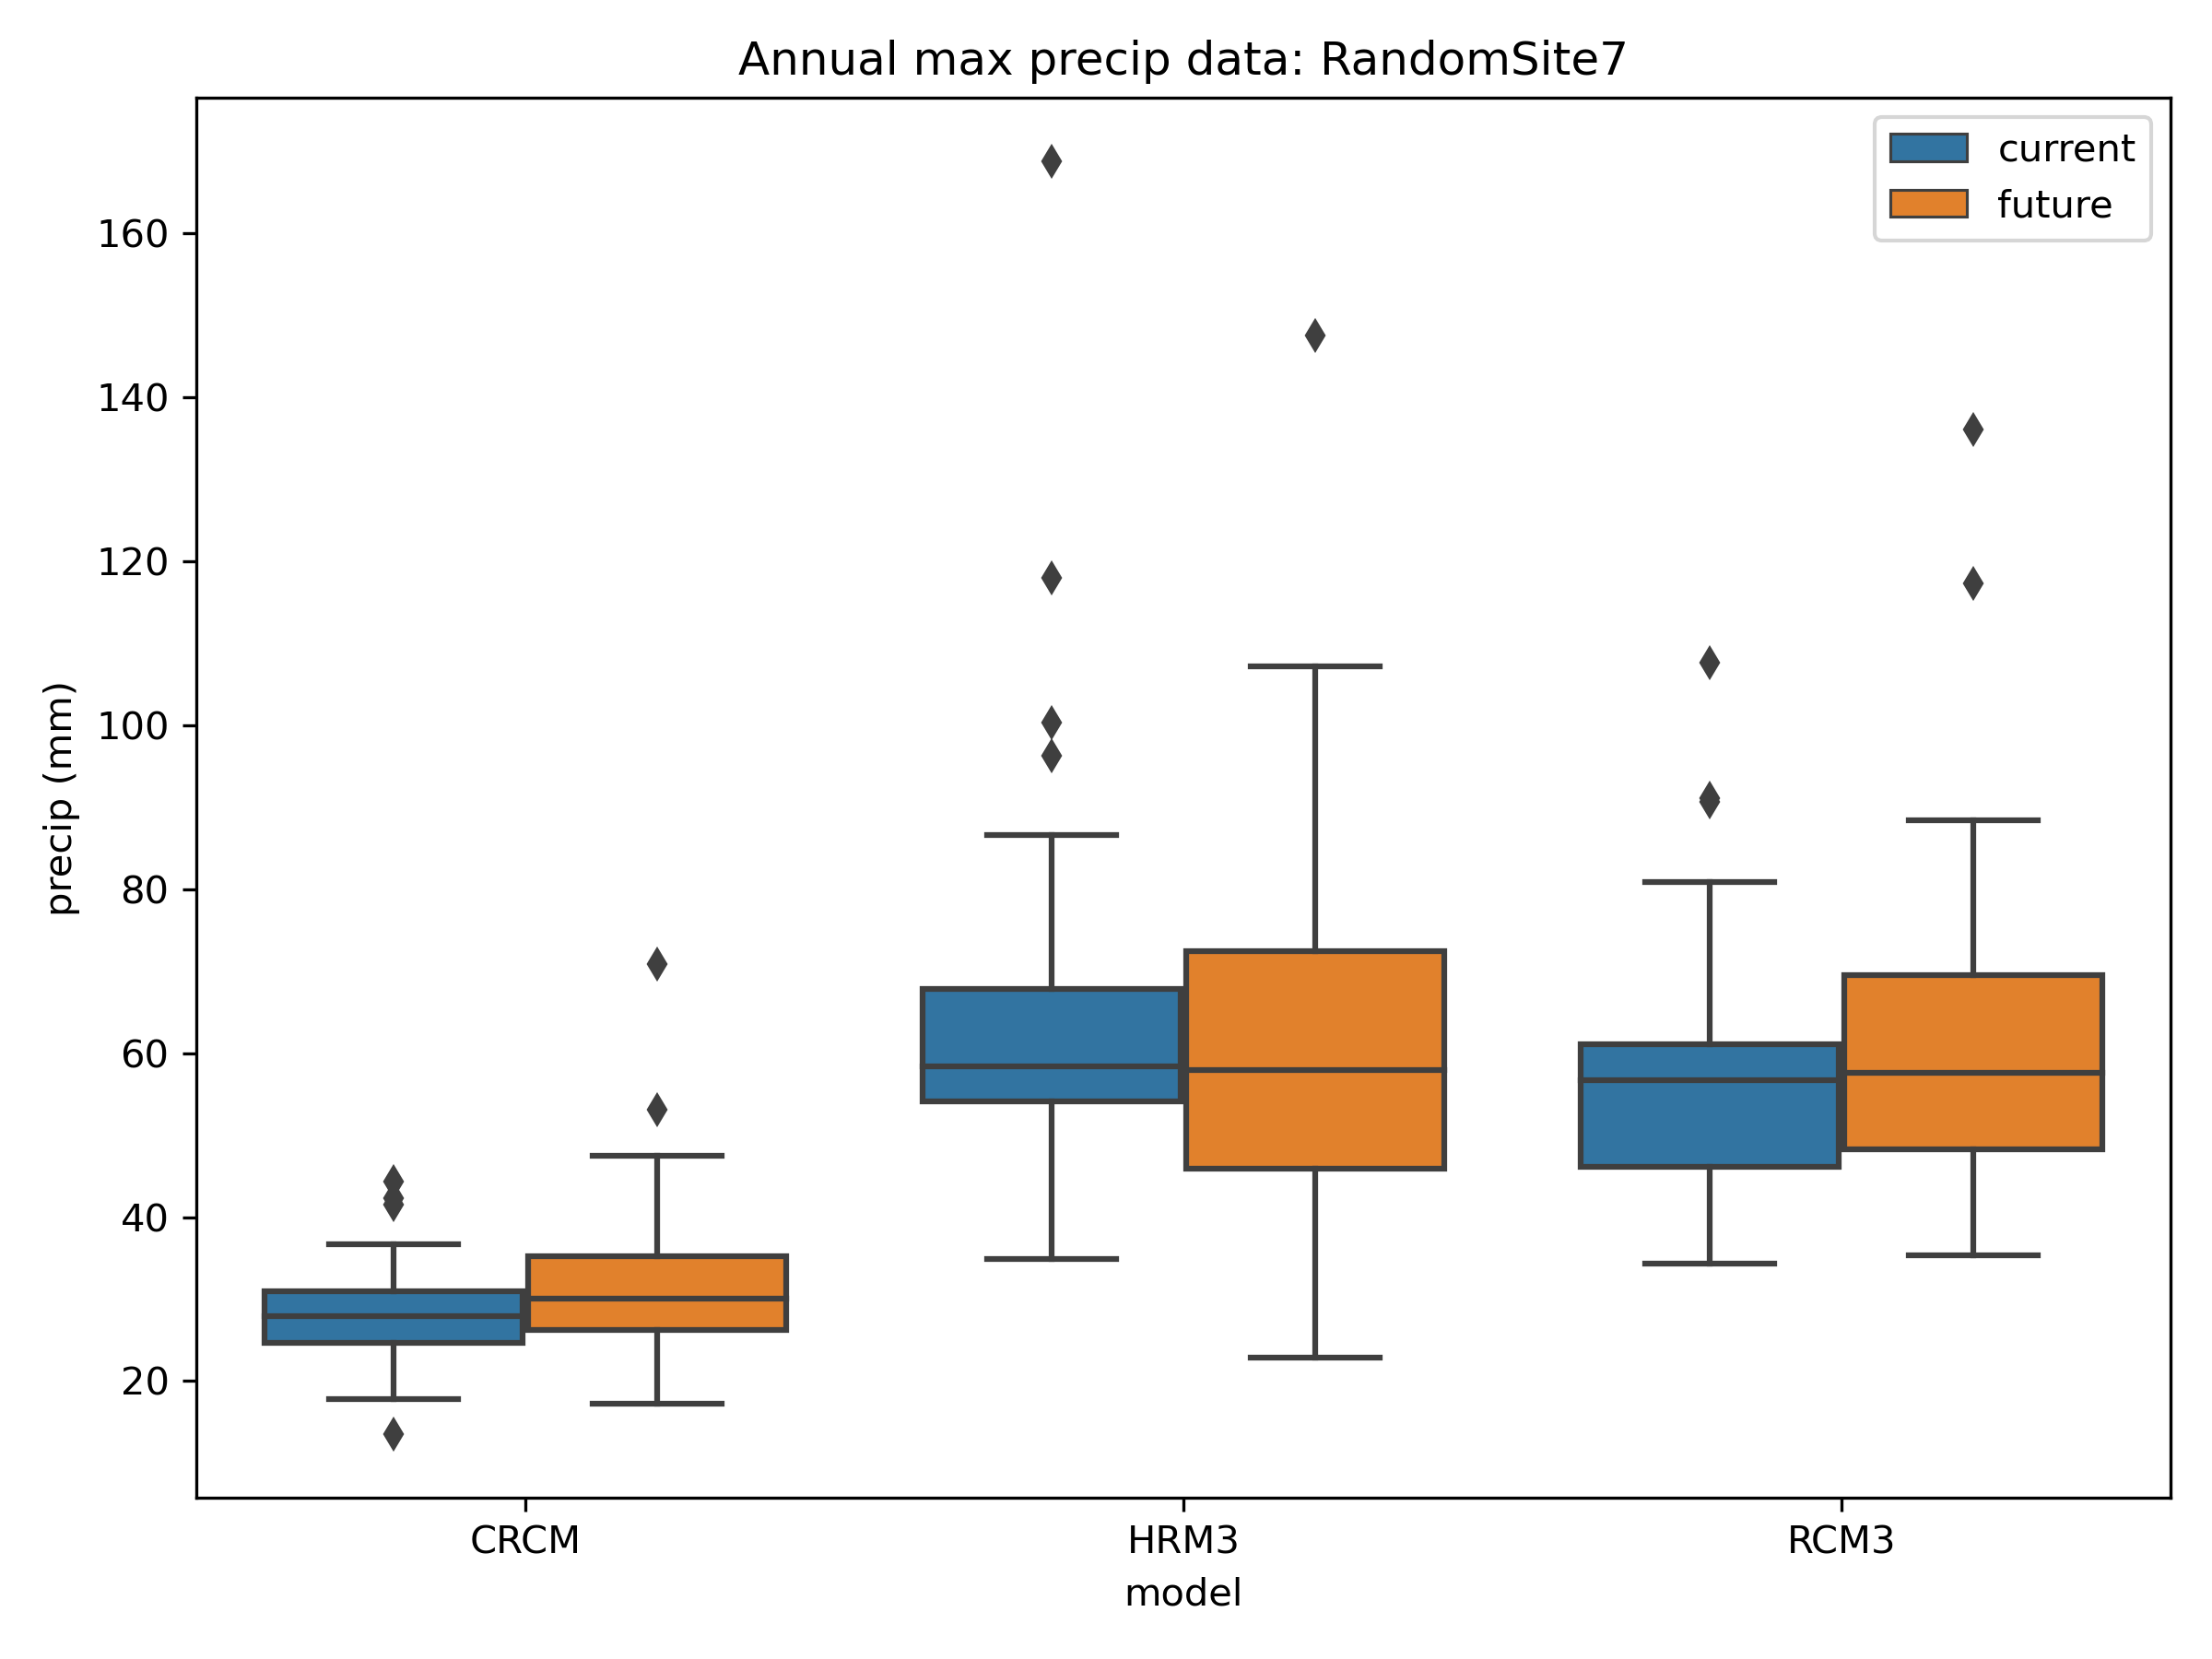 Annual max precip data: RandomSite7
current
future
precip (mm)
160
140
120
100
80
60
40
20
CRCM
HRM3
RCM3
model